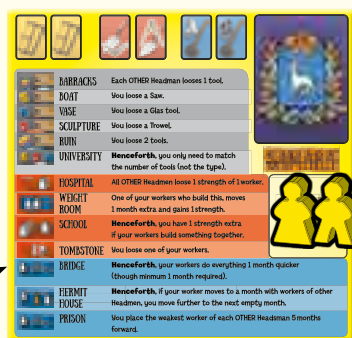 BARRACKS Each OTHER Headman looses 1 tool.
BOAT You loose a Saw.
VASE You loose a Glas tool.
SCULPTURE You loose a Trowel.
RUIN You loose 2 tools.
UNIVERSITY Henceforth, you only need to match
the number of tools (not the type).
HOSPITAL All OTHER Headmen loose 1 strength of 1 worker.
WEIGHT ROOM One of your workers who build this, moves
1 month extra and gains 1 strength.
SCHOOL Henceforth, you have 1 strength extra
if your workers build something together.
TOMBSTONE You loose one of your workers.
BRIDGE Henceforth, your workers do everything 1 month quicker
(though minmum 1 month required).
HERMIT HOUSE Henceforth, if your worker moves to a month with workers of other
Headmen, you move further to the next empty month.
PRISON You place the weakest worker of each OTHER Headsman 5 months
forward.